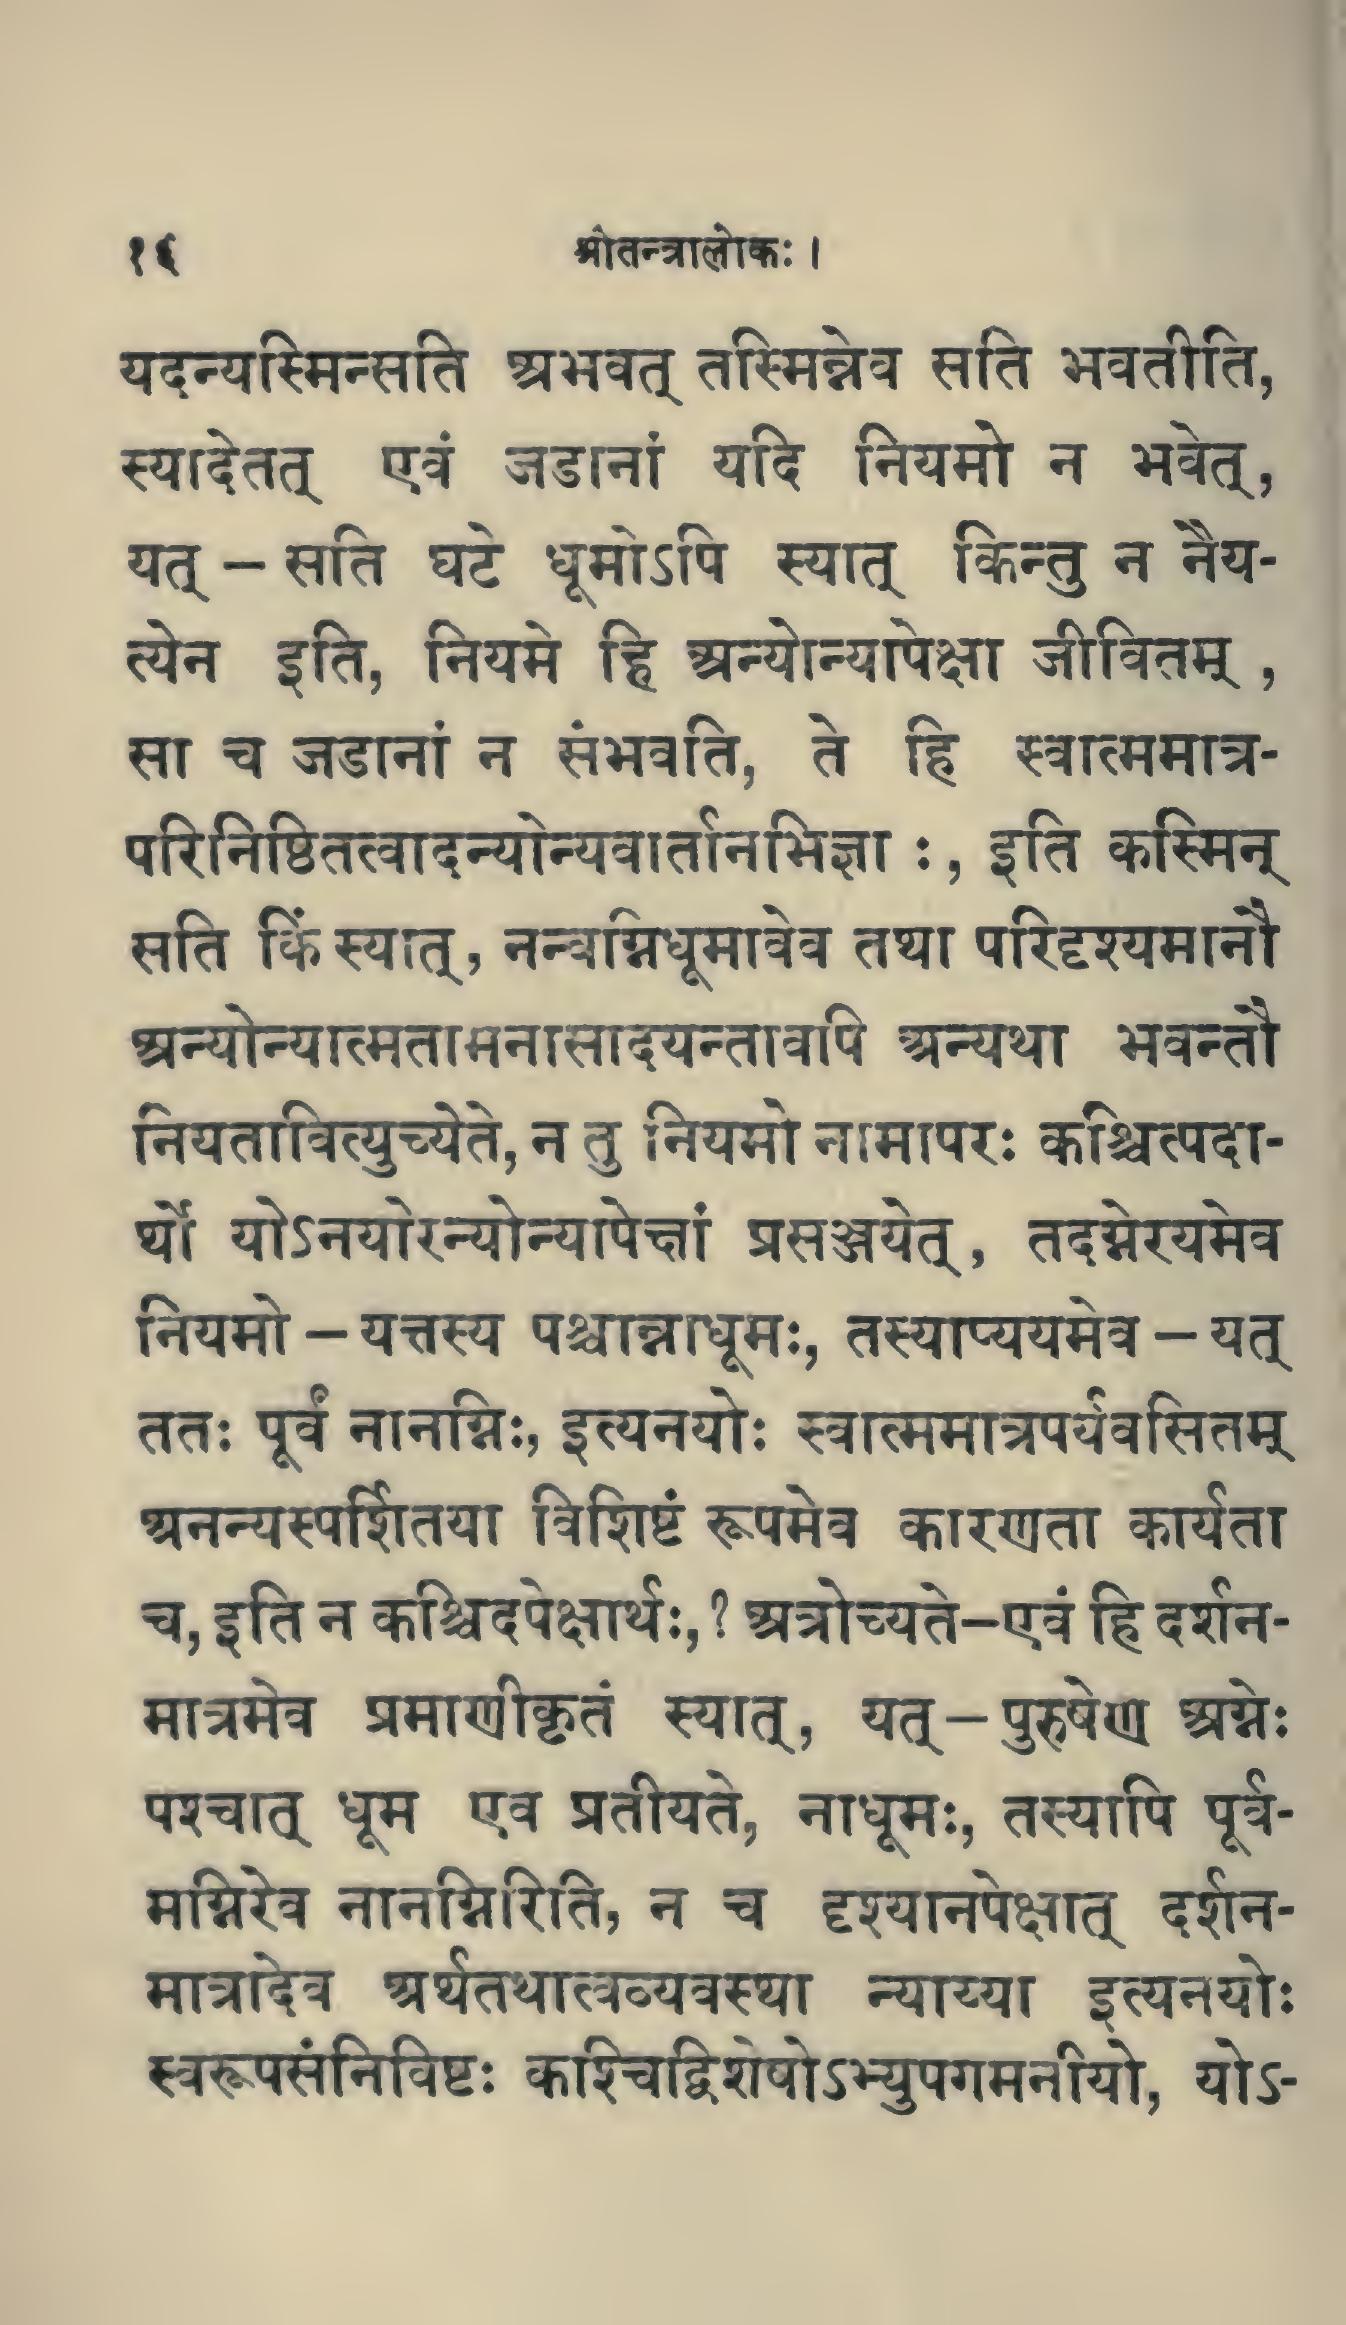 १६ श्रीतन्त्रालोकः ।
यदन्यस्मिन्सति अभवत् तस्मिन्नेव सति भवतीति,
स्यादेतत् एवं जडानां यदि नियमो न भवेत्,
यत् – सति घटे धूमोऽपि स्यात् किन्तु न नैय-
त्येन इति, नियमे हि अन्योन्यापेक्षा जीवितम् ,
सा च जडानां न संभवति, ते हि स्वात्ममात्र-
परिनिष्ठितत्वादन्योन्यवार्तानभिज्ञा :, इति कस्मिन्
सति किं स्यात्, नन्वग्निधूमावेव तथा परिदृश्यमानौ
अन्योन्यात्मतामनासादयन्तावपि अन्यथा भवन्तौ
नियतावित्युच्येते, न तु नियमो नामापरः कश्चित्पदा-
र्थो योऽनयोरन्योन्यापेक्षां प्रसञ्जयेत्, तदग्नेरयमेव
नियमो – यत्तस्य पश्चान्नाधूमः, तस्याप्ययमेव – यत्
ततः पूर्वं नानग्निः, इत्यनयोः स्वात्ममात्रपर्यवसितम्
अनन्यस्पर्शितया विशिष्टं रूपमेव कारणता कार्यता
च, इति न कश्चिदपेक्षार्थः,? अत्रोच्यते–एवं हि दर्शन-
मात्रमेव प्रमाणीकृतं स्यात्, यत् – पुरुषेण अग्नेः
पश्चात् धूम एव प्रतीयते, नाधूमः, तस्यापि पूर्व-
मग्निरेव नानग्निरिति, न च दृश्यानपेक्षात् दर्शन-
मात्रादेव अर्थतथात्वव्यवस्था न्याय्या इत्यनयोः
स्वरूपसंनिविष्टः कश्चिद्विशेषोऽभ्युपगमनीयो, योऽ-